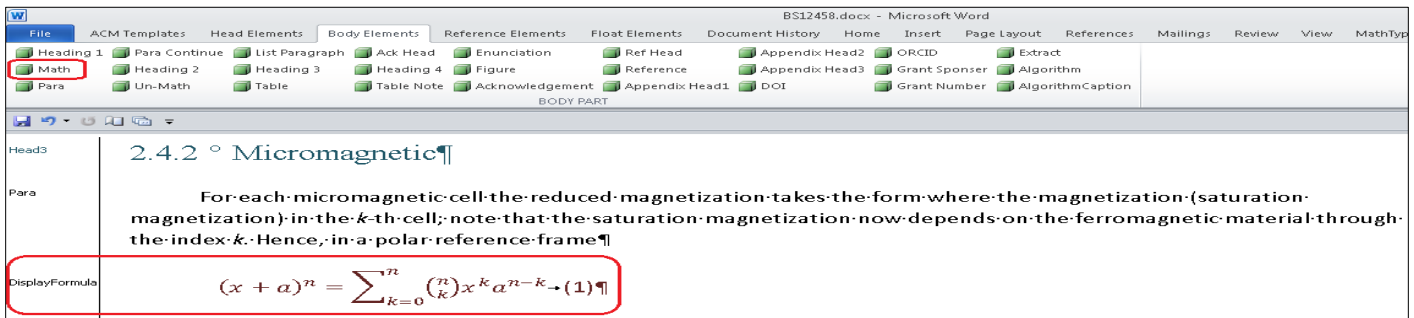 BS12458.docx - Microsoft Word
File ACM Templates Head Elements Body Elements Reference Elements Float Elements Document History Home Insert Page Layout References Mailings Review View MathTyp
Heading 1 Para Continue List Paragraph Ack Head Enunciation Ref Head Appendix Head2 ORCID Extract
Math Heading 2 Heading 3 Heading 4 Figure Reference Appendix Head3 Grant Sponser Algorithm
Para Un-Math Table Table Note Acknowledgement Appendix Head1 DOI Grant Number AlgorithmCaption
BODY PART
Head3 2.4.2 ° Micromagnetic¶
Para For·each·micromagnetic·cell·the·reduced·magnetization·takes·the·form·where·the·magnetization·(saturation·
magnetization)·in·the·k-th·cell;·note·that·the·saturation·magnetization·now·depends·on·the·ferromagnetic·material·through·
the·index·k.·Hence,·in·a·polar·reference·frame¶
DisplayFormula (x + a)^n = ∑_{k=0}^{n} (n k) x^k a^{n−k} → (1)¶